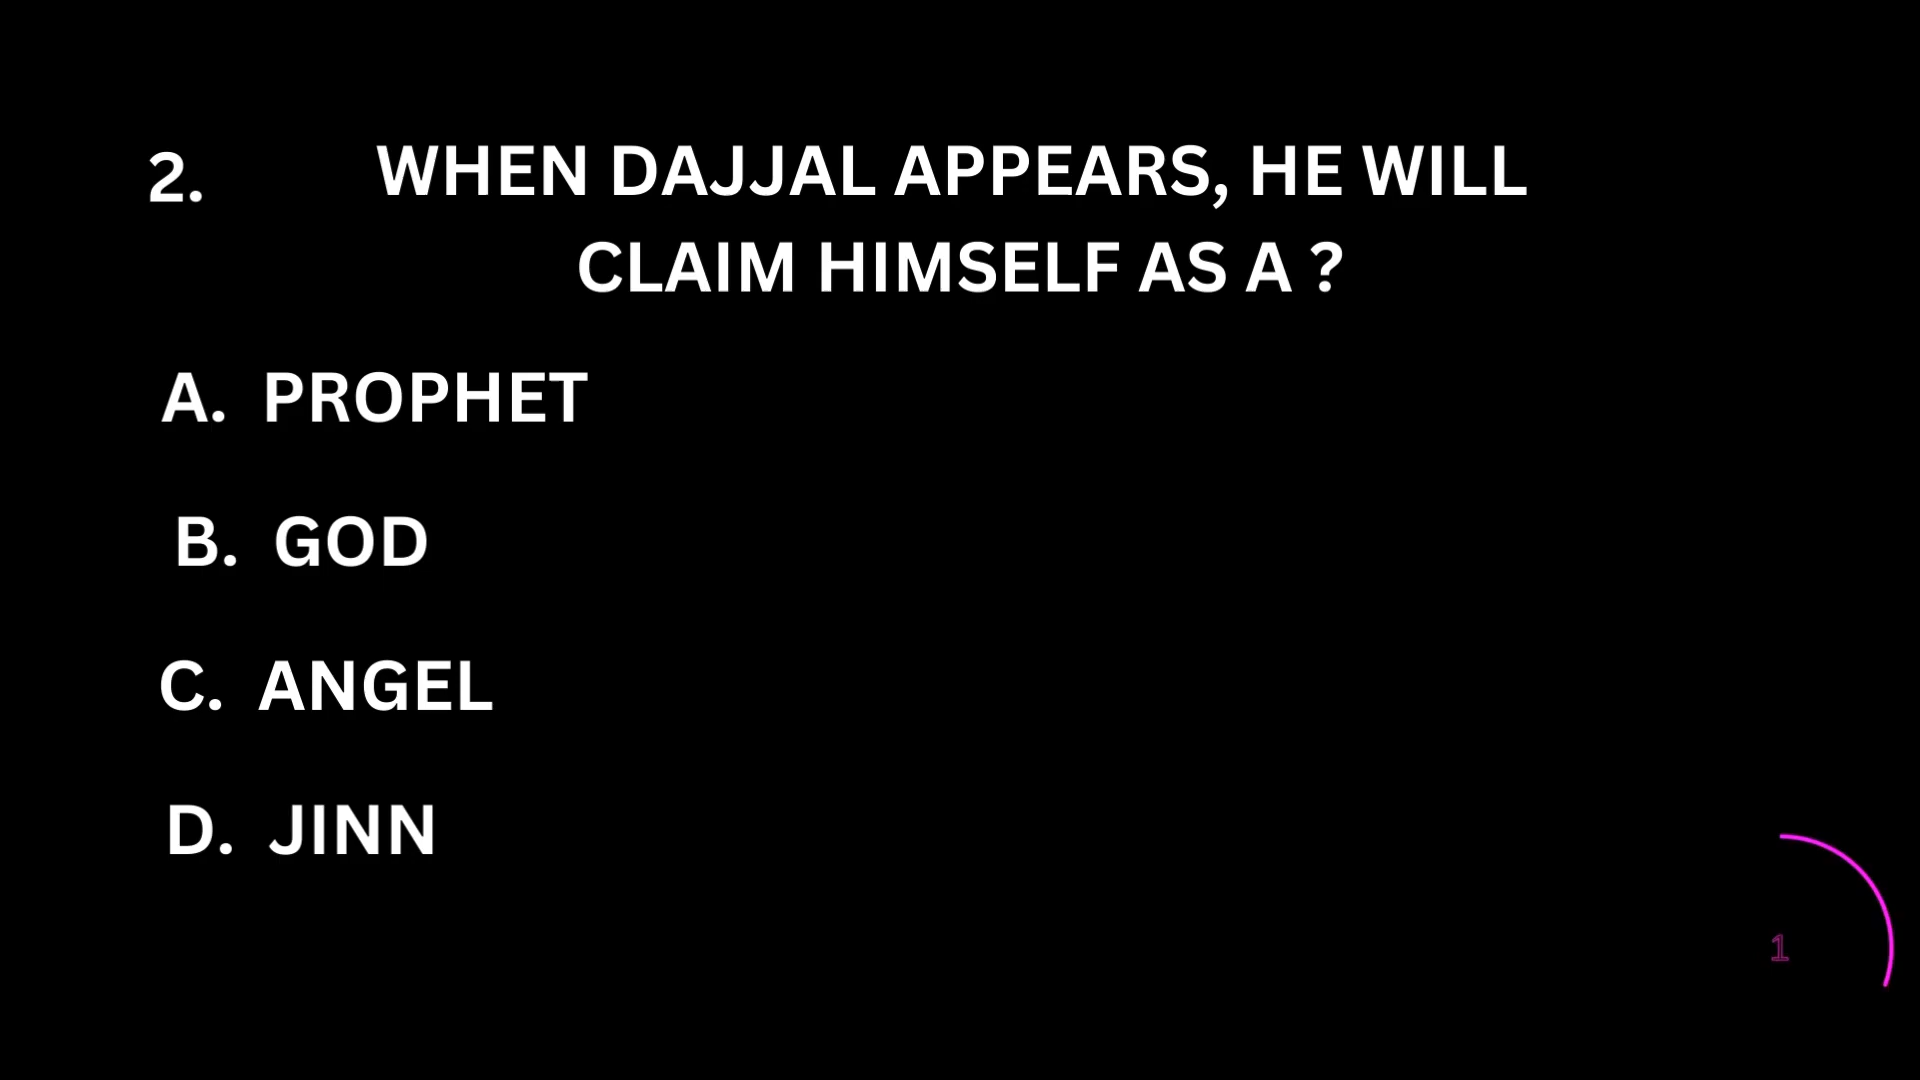 2. WHEN DAJJAL APPEARS, HE WILL
CLAIM HIMSELF AS A ?
A. PROPHET
B. GOD
C. ANGEL
D. JINN
1